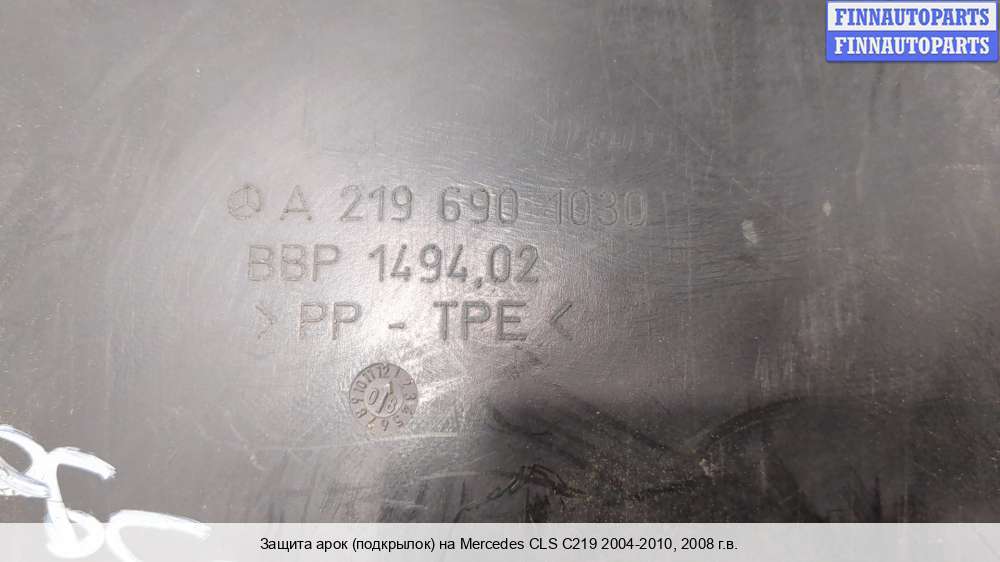 FINNAUTOPARTS
FINNAUTOPARTS
A 219 690 1030
BBP 1494,02
>PP - TPE<
Защита арок (подкрылок) на Mercedes CLS C219 2004-2010, 2008 г.в.